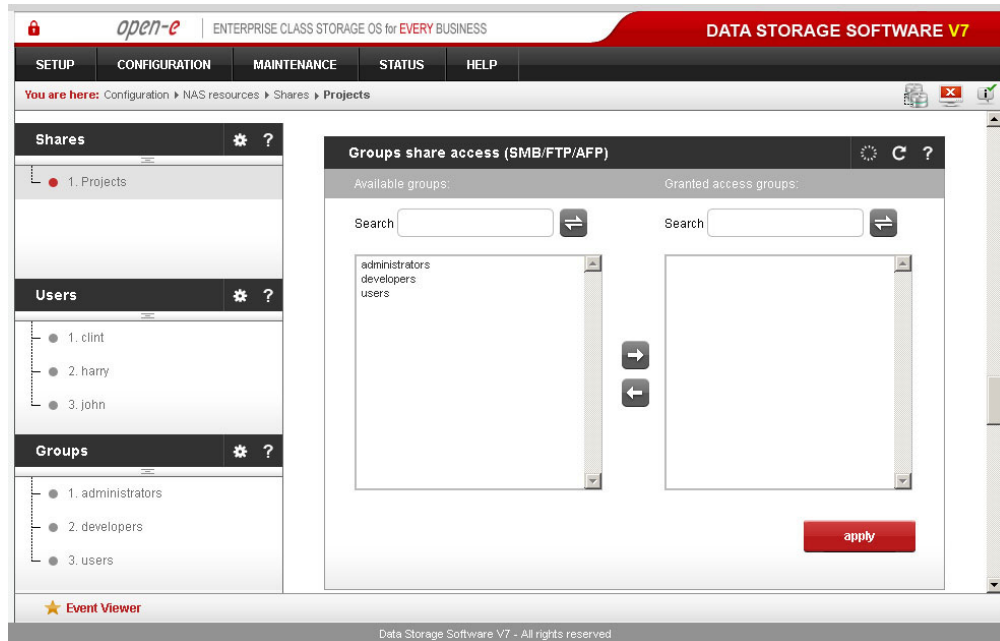 open-e
ENTERPRISE CLASS STORAGE OS for EVERY BUSINESS
DATA STORAGE SOFTWARE V7
SETUP CONFIGURATION MAINTENANCE STATUS HELP
You are here: Configuration NAS resources Shares Projects
Shares ?
1. Projects
Users ?
1. clint
2. harry
3. john
Groups ?
1. administrators
2. developers
3. users
Groups share access (SMB/FTP/AFP) ?
Available groups: Granted access groups:
Search Search
administrators
developers
users
apply
Event Viewer
Data Storage Software V7 - All rights reserved